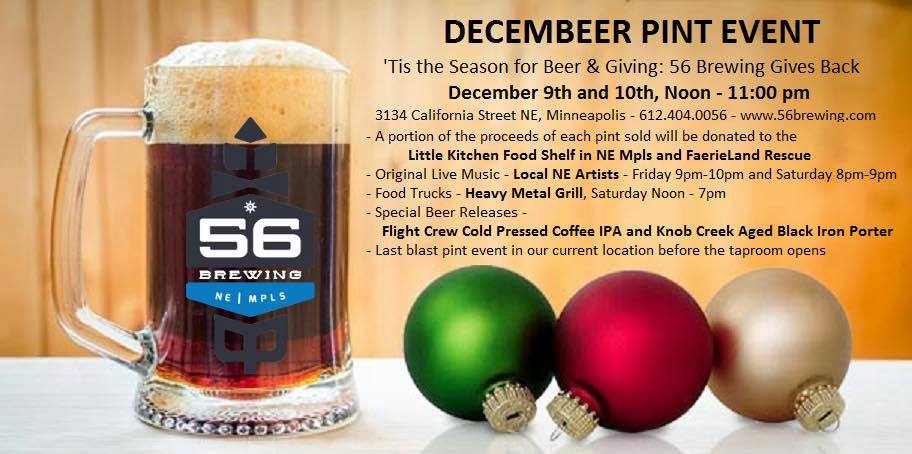 DECEMBEER PINT EVENT
'Tis the Season for Beer & Giving: 56 Brewing Gives Back
December 9th and 10th, Noon - 11:00 pm
3134 California Street NE, Minneapolis - 612.404.0056 - www.56brewing.com
- A portion of the proceeds of each pint sold will be donated to the
Little Kitchen Food Shelf in NE Mpls and FaerieLand Rescue
- Original Live Music - Local NE Artists - Friday 9pm-10pm and Saturday 8pm-9pm
- Food Trucks - Heavy Metal Grill, Saturday Noon - 7pm
- Special Beer Releases -
Flight Crew Cold Pressed Coffee IPA and Knob Creek Aged Black Iron Porter
- Last blast pint event in our current location before the taproom opens
56
BREWING
NE | MPLS